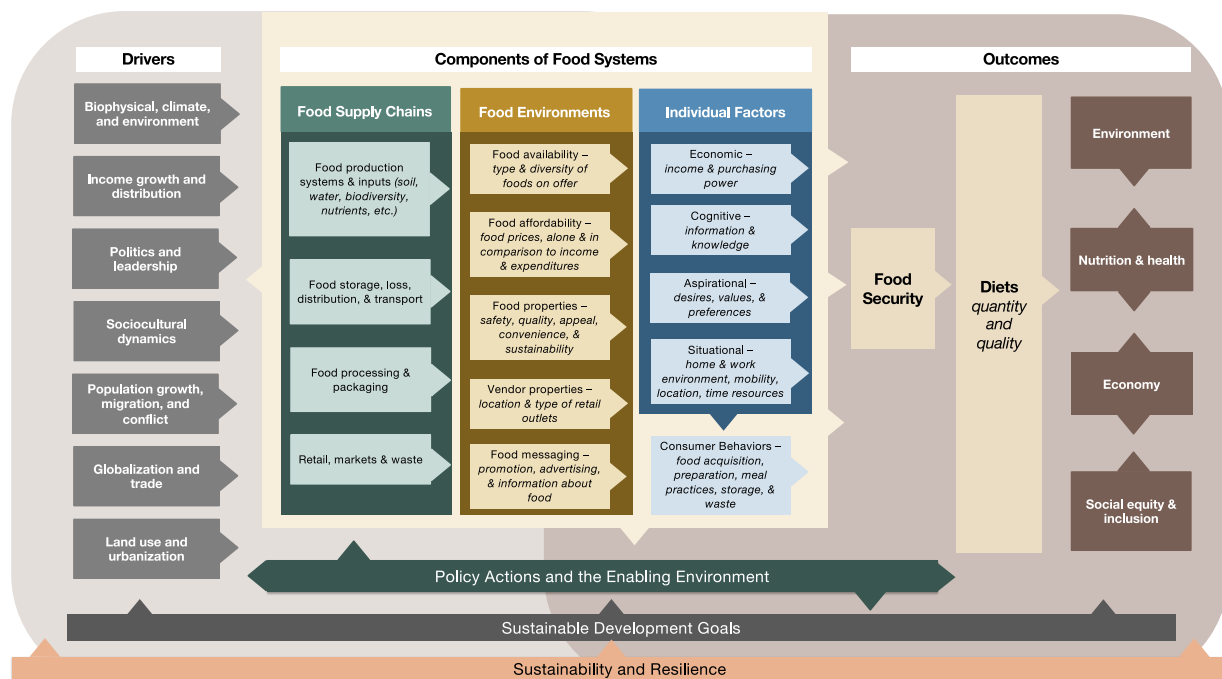 Drivers
Biophysical, climate,
and environment
Income growth and
distribution
Politics and
leadership
Sociocultural
dynamics
Population growth,
migration, and
conflict
Globalization and
trade
Land use and
urbanization
Components of Food Systems
Food Supply Chains
Food production
systems & inputs (soil,
water, biodiversity,
nutrients, etc.)
Food storage, loss,
distribution, & transport
Food processing &
packaging
Retail, markets & waste
Food Environments
Food availability –
type & diversity of
foods on offer
Food affordability –
food prices, alone & in
comparison to income
& expenditures
Food properties –
safety, quality, appeal,
convenience, &
sustainability
Vendor properties –
location & type of retail
outlets
Food messaging –
promotion, advertising,
& information about
food
Individual Factors
Economic –
income & purchasing
power
Cognitive –
information &
knowledge
Aspirational –
desires, values, &
preferences
Situational –
home & work
environment, mobility,
location, time resources
Consumer Behaviors –
food acquisition,
preparation, meal
practices, storage, &
waste
Outcomes
Food
Security
Diets
quantity
and
quality
Environment
Nutrition & health
Economy
Social equity &
inclusion
Policy Actions and the Enabling Environment
Sustainable Development Goals
Sustainability and Resilience